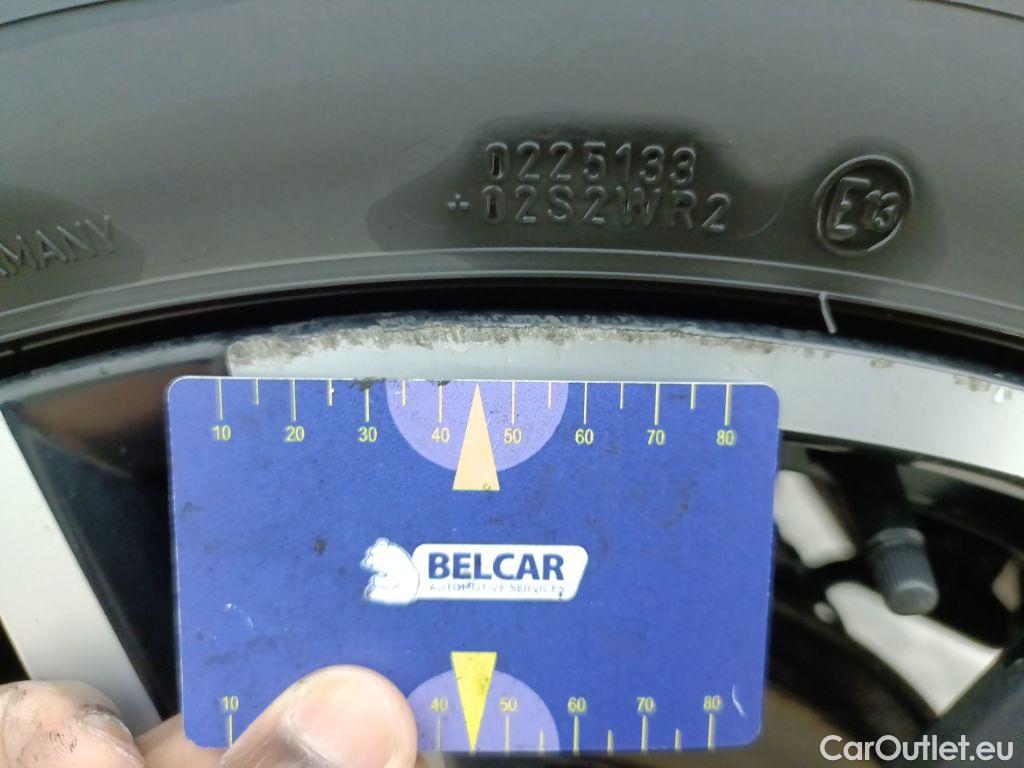 0225133
+02S2WR2
E13
MANY
10 20 30 40 50 60 70 80
BELCAR
AUTOMOTIVE SERVICES
10 40 50 60 70 80
CarOutlet.eu